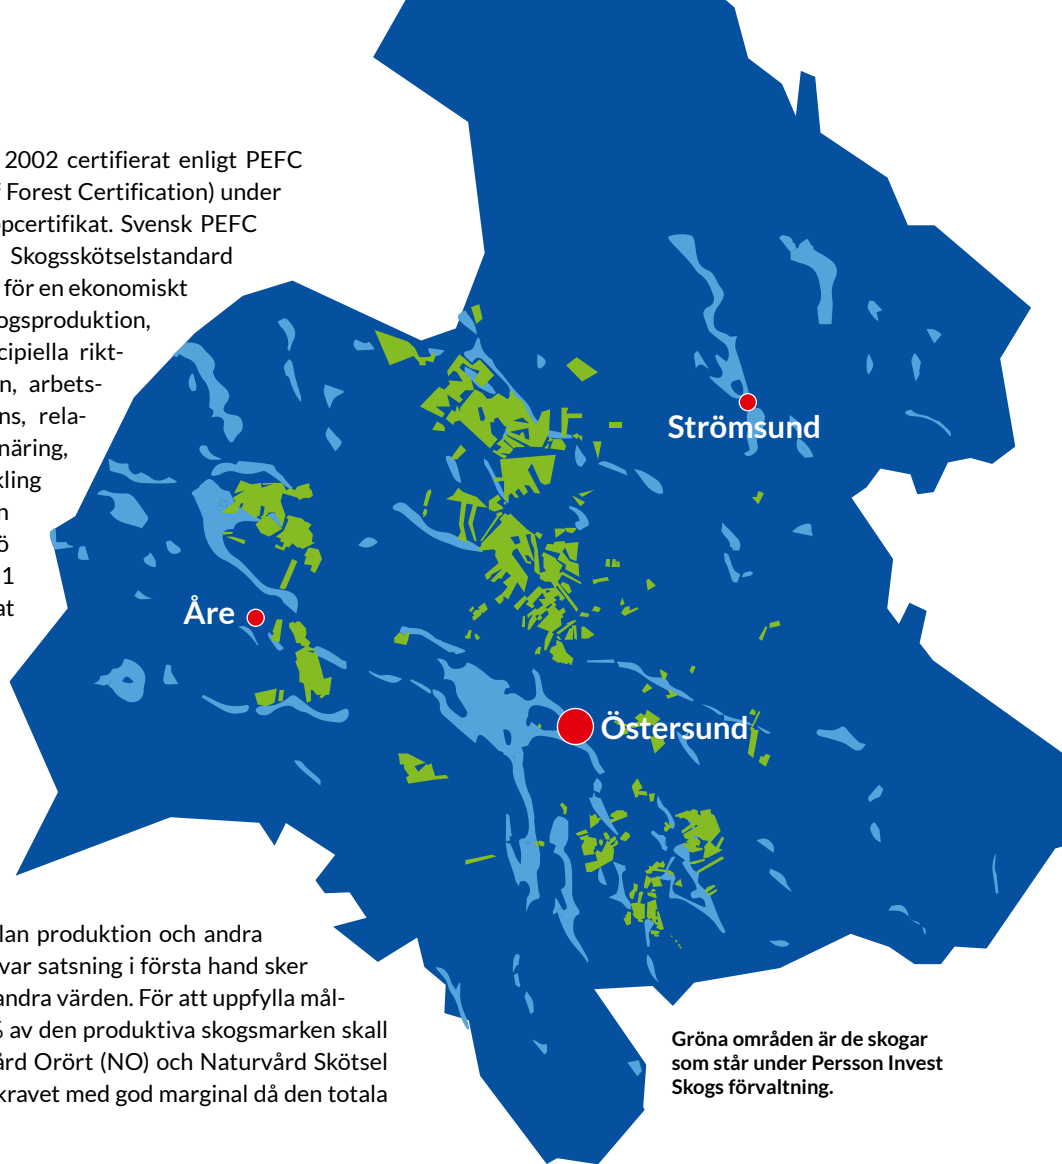 2002 certifierat enligt PEFC
Forest Certification) under
pcertifikat. Svensk PEFC
Skogsskötselstandard
för en ekonomiskt
ogsproduktion,
cipiella rikt-
n, arbets-
ns, rela-
näring,
kling
n
ö
1
at
Strömsund
Åre
Östersund
lan produktion och andra
var satsning i första hand sker
andra värden. För att uppfylla mål-
% av den produktiva skogsmarken skall
ård Orört (NO) och Naturvård Skötsel
kravet med god marginal då den totala
Gröna områden är de skogar
som står under Persson Invest
Skogs förvaltning.